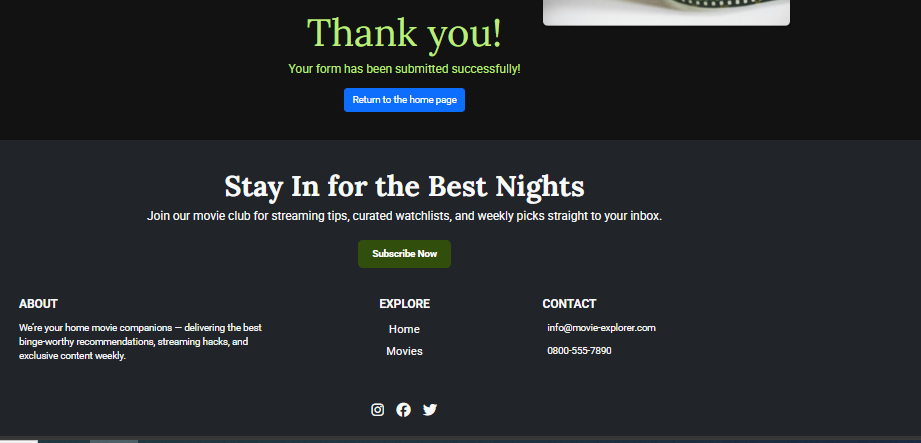 Thank you!
Your form has been submitted successfully!
Return to the home page
Stay In for the Best Nights
Join our movie club for streaming tips, curated watchlists, and weekly picks straight to your inbox.
Subscribe Now
ABOUT
We're your home movie companions — delivering the best
binge-worthy recommendations, streaming hacks, and
exclusive content weekly.
EXPLORE
Home
Movies
CONTACT
info@movie-explorer.com
0800-555-7890